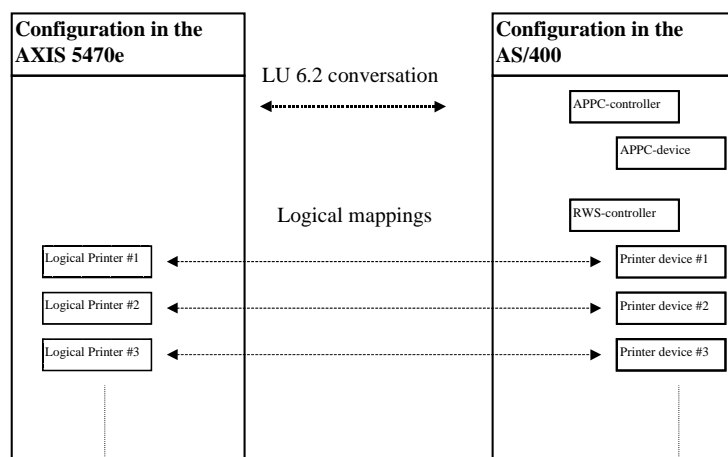 Configuration in the
AXIS 5470e
Configuration in the
AS/400
LU 6.2 conversation
APPC-controller
APPC-device
Logical mappings
RWS-controller
Logical Printer #1
Printer device #1
Logical Printer #2
Printer device #2
Logical Printer #3
Printer device #3